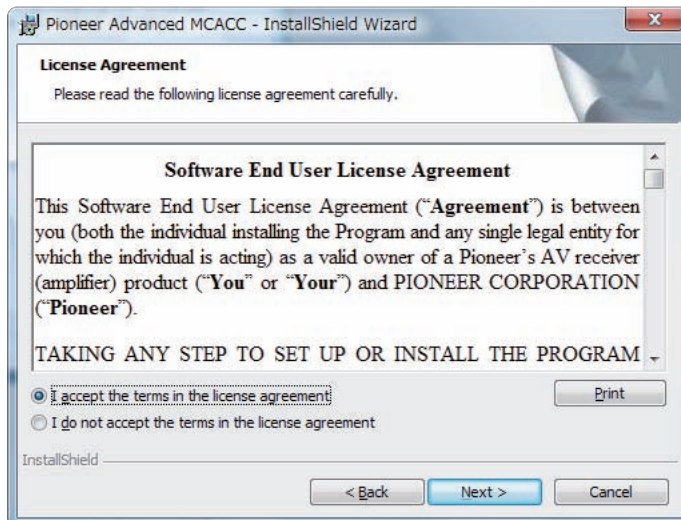 Pioneer Advanced MCACC - InstallShield Wizard
License Agreement
Please read the following license agreement carefully.
Software End User License Agreement
This Software End User License Agreement (“Agreement”) is between
you (both the individual installing the Program and any single legal entity for
which the individual is acting) as a valid owner of a Pioneer’s AV receiver
(amplifier) product (“You” or “Your”) and PIONEER CORPORATION
(“Pioneer”).
TAKING ANY STEP TO SET UP OR INSTALL THE PROGRAM
I accept the terms in the license agreement
Print
I do not accept the terms in the license agreement
InstallShield
< Back
Next >
Cancel